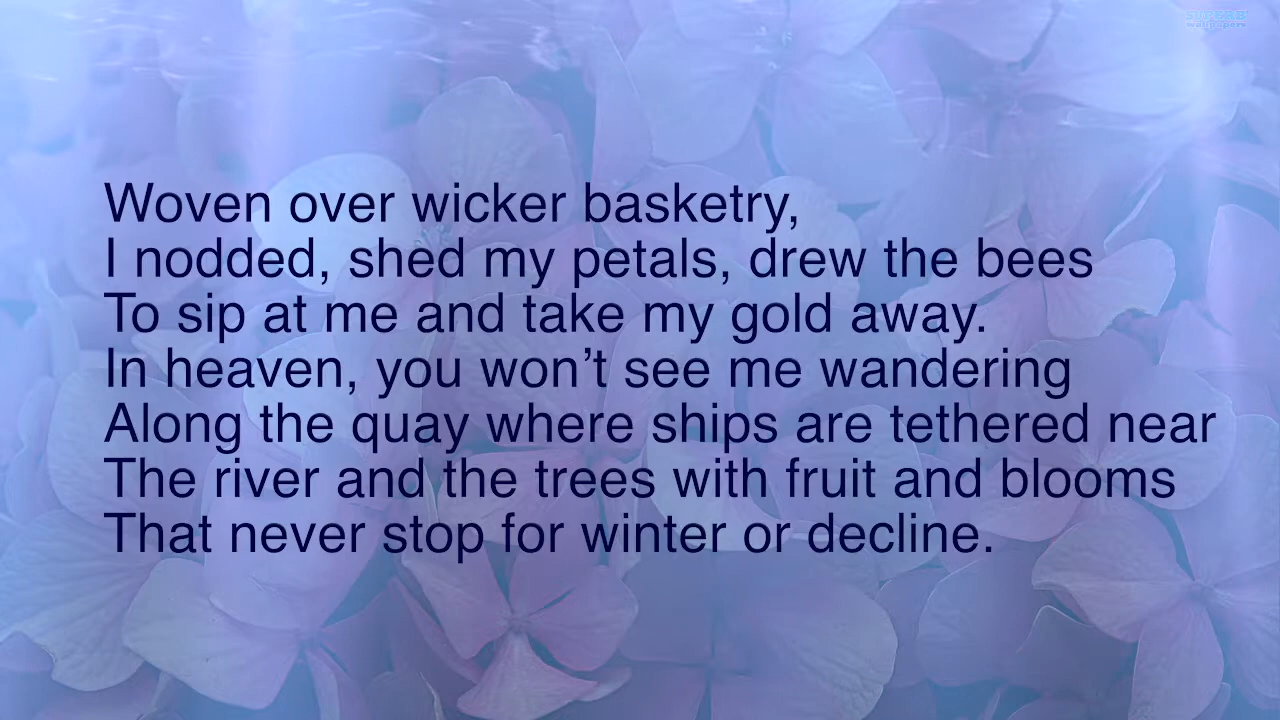 SUPERB
wallpapers
Woven over wicker basketry,
I nodded, shed my petals, drew the bees
To sip at me and take my gold away.
In heaven, you won’t see me wandering
Along the quay where ships are tethered near
The river and the trees with fruit and blooms
That never stop for winter or decline.